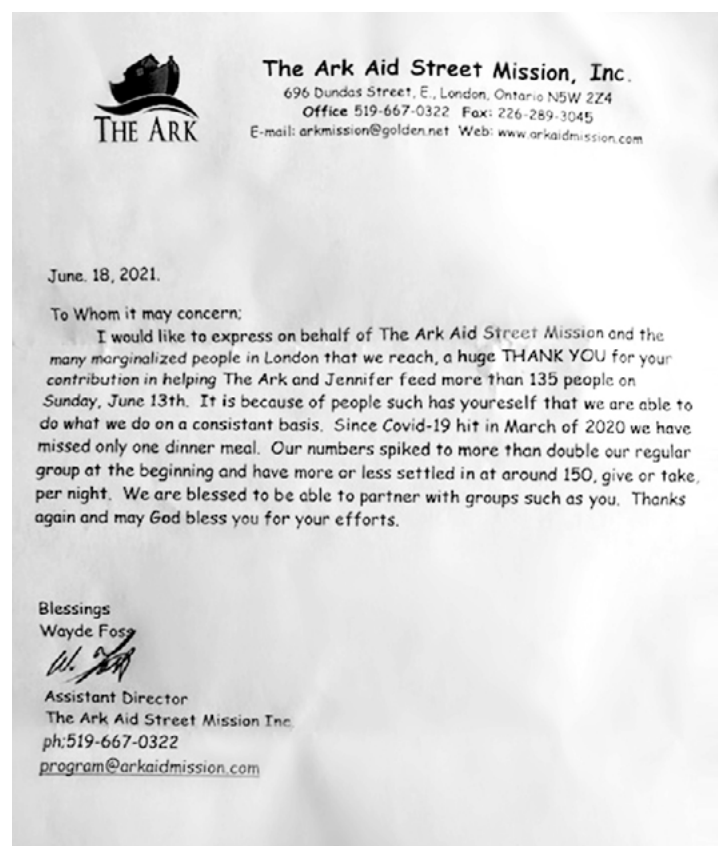 The Ark Aid Street Mission, Inc.
696 Dundas Street, E., London, Ontario N5W 2Z4
Office 519-667-0322 Fax: 226-289-3045
E-mail: arkmission@golden.net Web: www.arkaidmission.com
THE ARK
June. 18, 2021.
To Whom it may concern;
I would like to express on behalf of The Ark Aid Street Mission and the
many marginalized people in London that we reach, a huge THANK YOU for your
contribution in helping The Ark and Jennifer feed more than 135 people on
Sunday, June 13th. It is because of people such has youreself that we are able to
do what we do on a consistant basis. Since Covid-19 hit in March of 2020 we have
missed only one dinner meal. Our numbers spiked to more than double our regular
group at the beginning and have more or less settled in at around 150, give or take,
per night. We are blessed to be able to partner with groups such as you. Thanks
again and may God bless you for your efforts.
Blessings
Wayde Foss
Assistant Director
The Ark Aid Street Mission Inc
ph:519-667-0322
program@arkaidmission.com